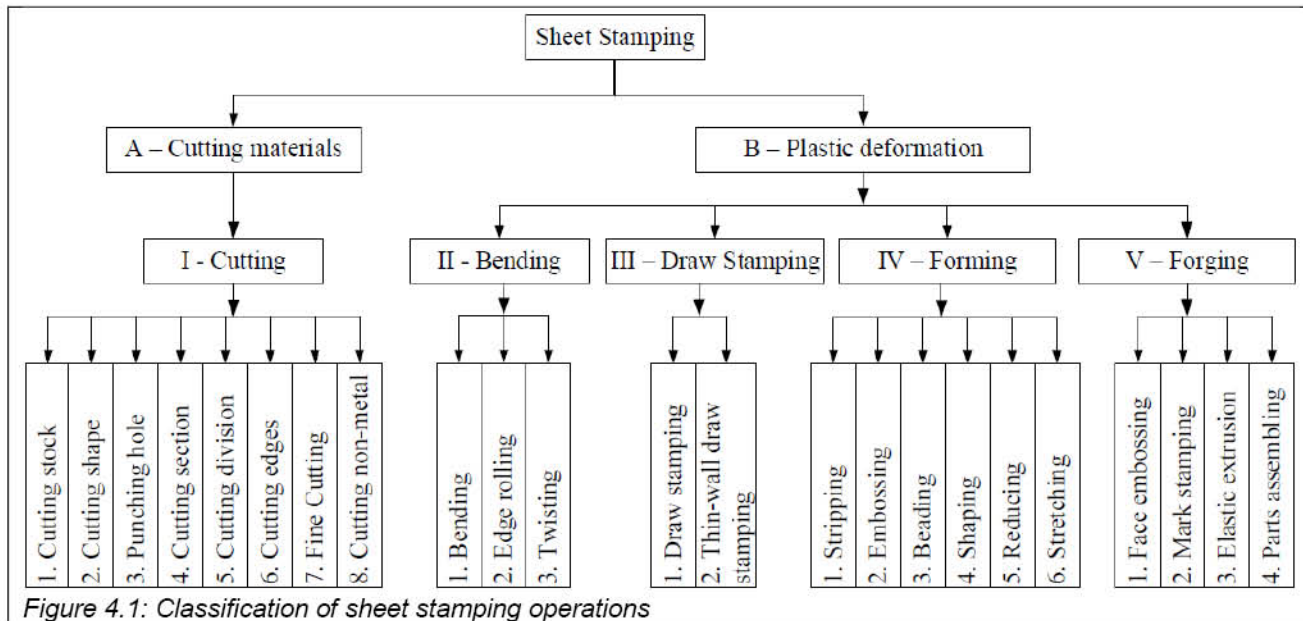 Sheet Stamping
A – Cutting materials
B – Plastic deformation
I - Cutting
II - Bending
III – Draw Stamping
IV – Forming
V – Forging
1. Cutting stock
2. Cutting shape
3. Punching hole
4. Cutting section
5. Cutting division
6. Cutting edges
7. Fine Cutting
8. Cutting non-metal
1. Bending
2. Edge rolling
3. Twisting
1. Draw stamping
2. Thin-wall draw
stamping
1. Stripping
2. Embossing
3. Beading
4. Shaping
5. Reducing
6. Stretching
1. Face embossing
2. Mark stamping
3. Elastic extrusion
4. Parts assembling
Figure 4.1: Classification of sheet stamping operations